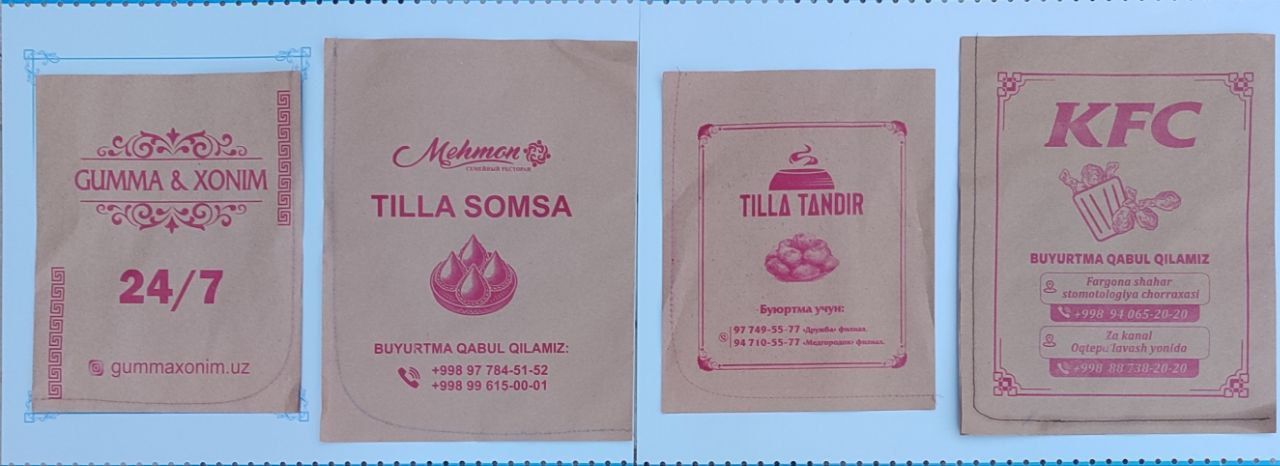 GUMMA & XONIM
24/7
gummaxonim.uz
Mehmon
СЕМЕЙНЫЙ РЕСТОРАН
TILLA SOMSA
BUYURTMA QABUL QILAMIZ:
+998 97 784-51-52
+998 99 615-00-01
TILLA TANDIR
Буюртма учун:
97 749-55-77 «Дружба» филиал.
94 710-55-77 «Медгородок» филиал.
KFC
BUYURTMA QABUL QILAMIZ
Fargona shahar
stomotologiya chorraxasi
+998 94 065-20-20
Za kanal
Oqtepa lavash yonida
+998 88 738-20-20